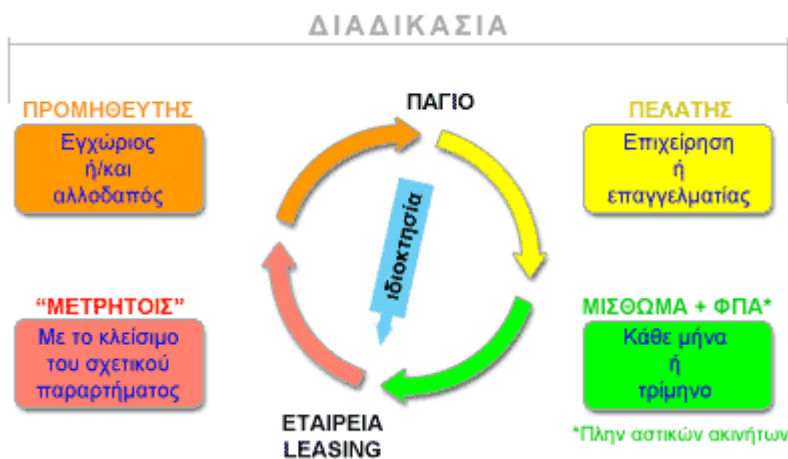 ΔΙΑΔΙΚΑΣΙΑ
ΠΡΟΜΗΘΕΥΤΗΣ
Εγχώριος
ή/και
αλλοδαπός
ΠΑΓΙΟ
ΠΕΛΑΤΗΣ
Επιχείρηση
ή
επαγγελματίας
Ιδιοκτησία
“ΜΕΤΡΗΤΟΙΣ”
Με το κλείσιμο
του σχετικού
παραρτήματος
ΕΤΑΙΡΕΙΑ
LEASING
ΜΙΣΘΩΜΑ + ΦΠΑ*
Κάθε μήνα
ή
τρίμηνο
*Πλην αστικών ακινήτων